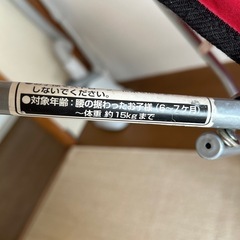 しないでください。
●対象年齢：腰の据わったお子様（6〜7ヶ月）
〜体重 約15kgまで